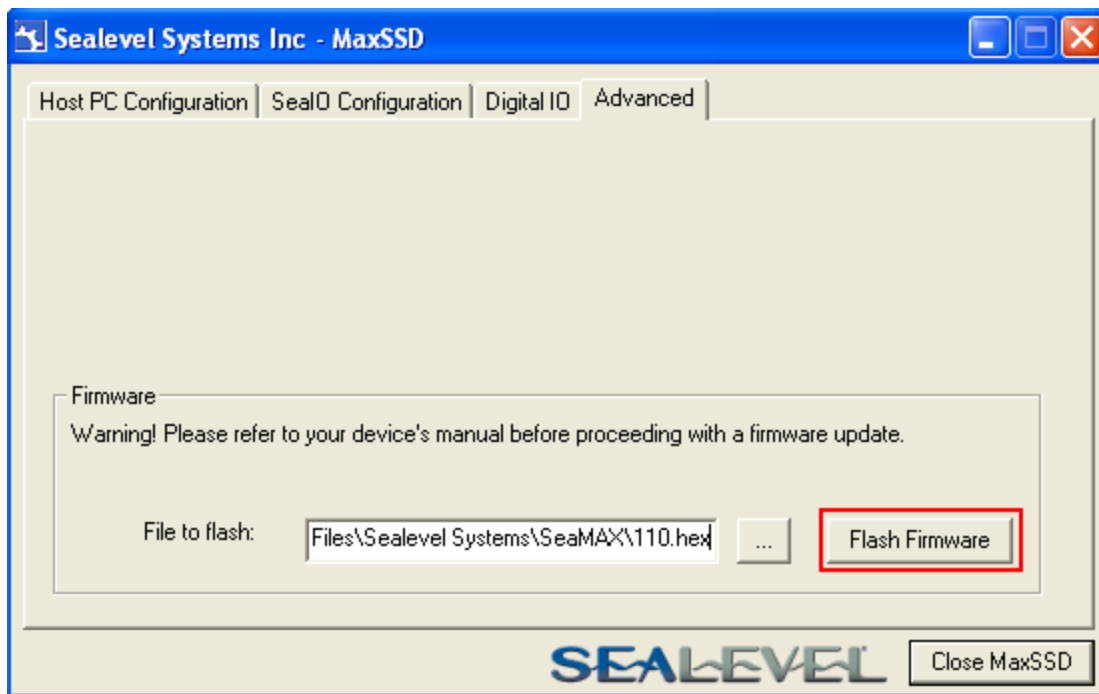 Sealevel Systems Inc - MaxSSD
Host PC Configuration SeaIO Configuration Digital IO Advanced
Firmware
Warning! Please refer to your device's manual before proceeding with a firmware update.
File to flash: Files\Sealevel Systems\SeaMAX\110.hex ... Flash Firmware
SEALEVEL Close MaxSSD